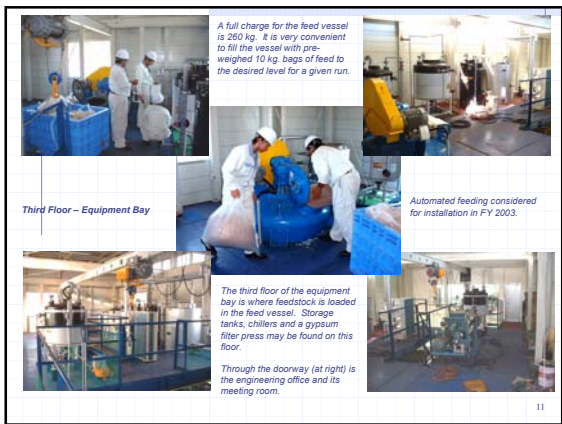 A full charge for the feed vessel
is 260 kg.  It is very convenient
to fill the vessel with pre-
weighed 10 kg. bags of feed to
the desired level for a given run.
Third Floor – Equipment Bay
Automated feeding considered
for installation in FY 2003.
The third floor of the equipment
bay is where feedstock is loaded
in the feed vessel.  Storage
tanks, chillers and a gypsum
filter press may be found on this
floor.
Through the doorway (at right) is
the engineering office and its
meeting room.
11